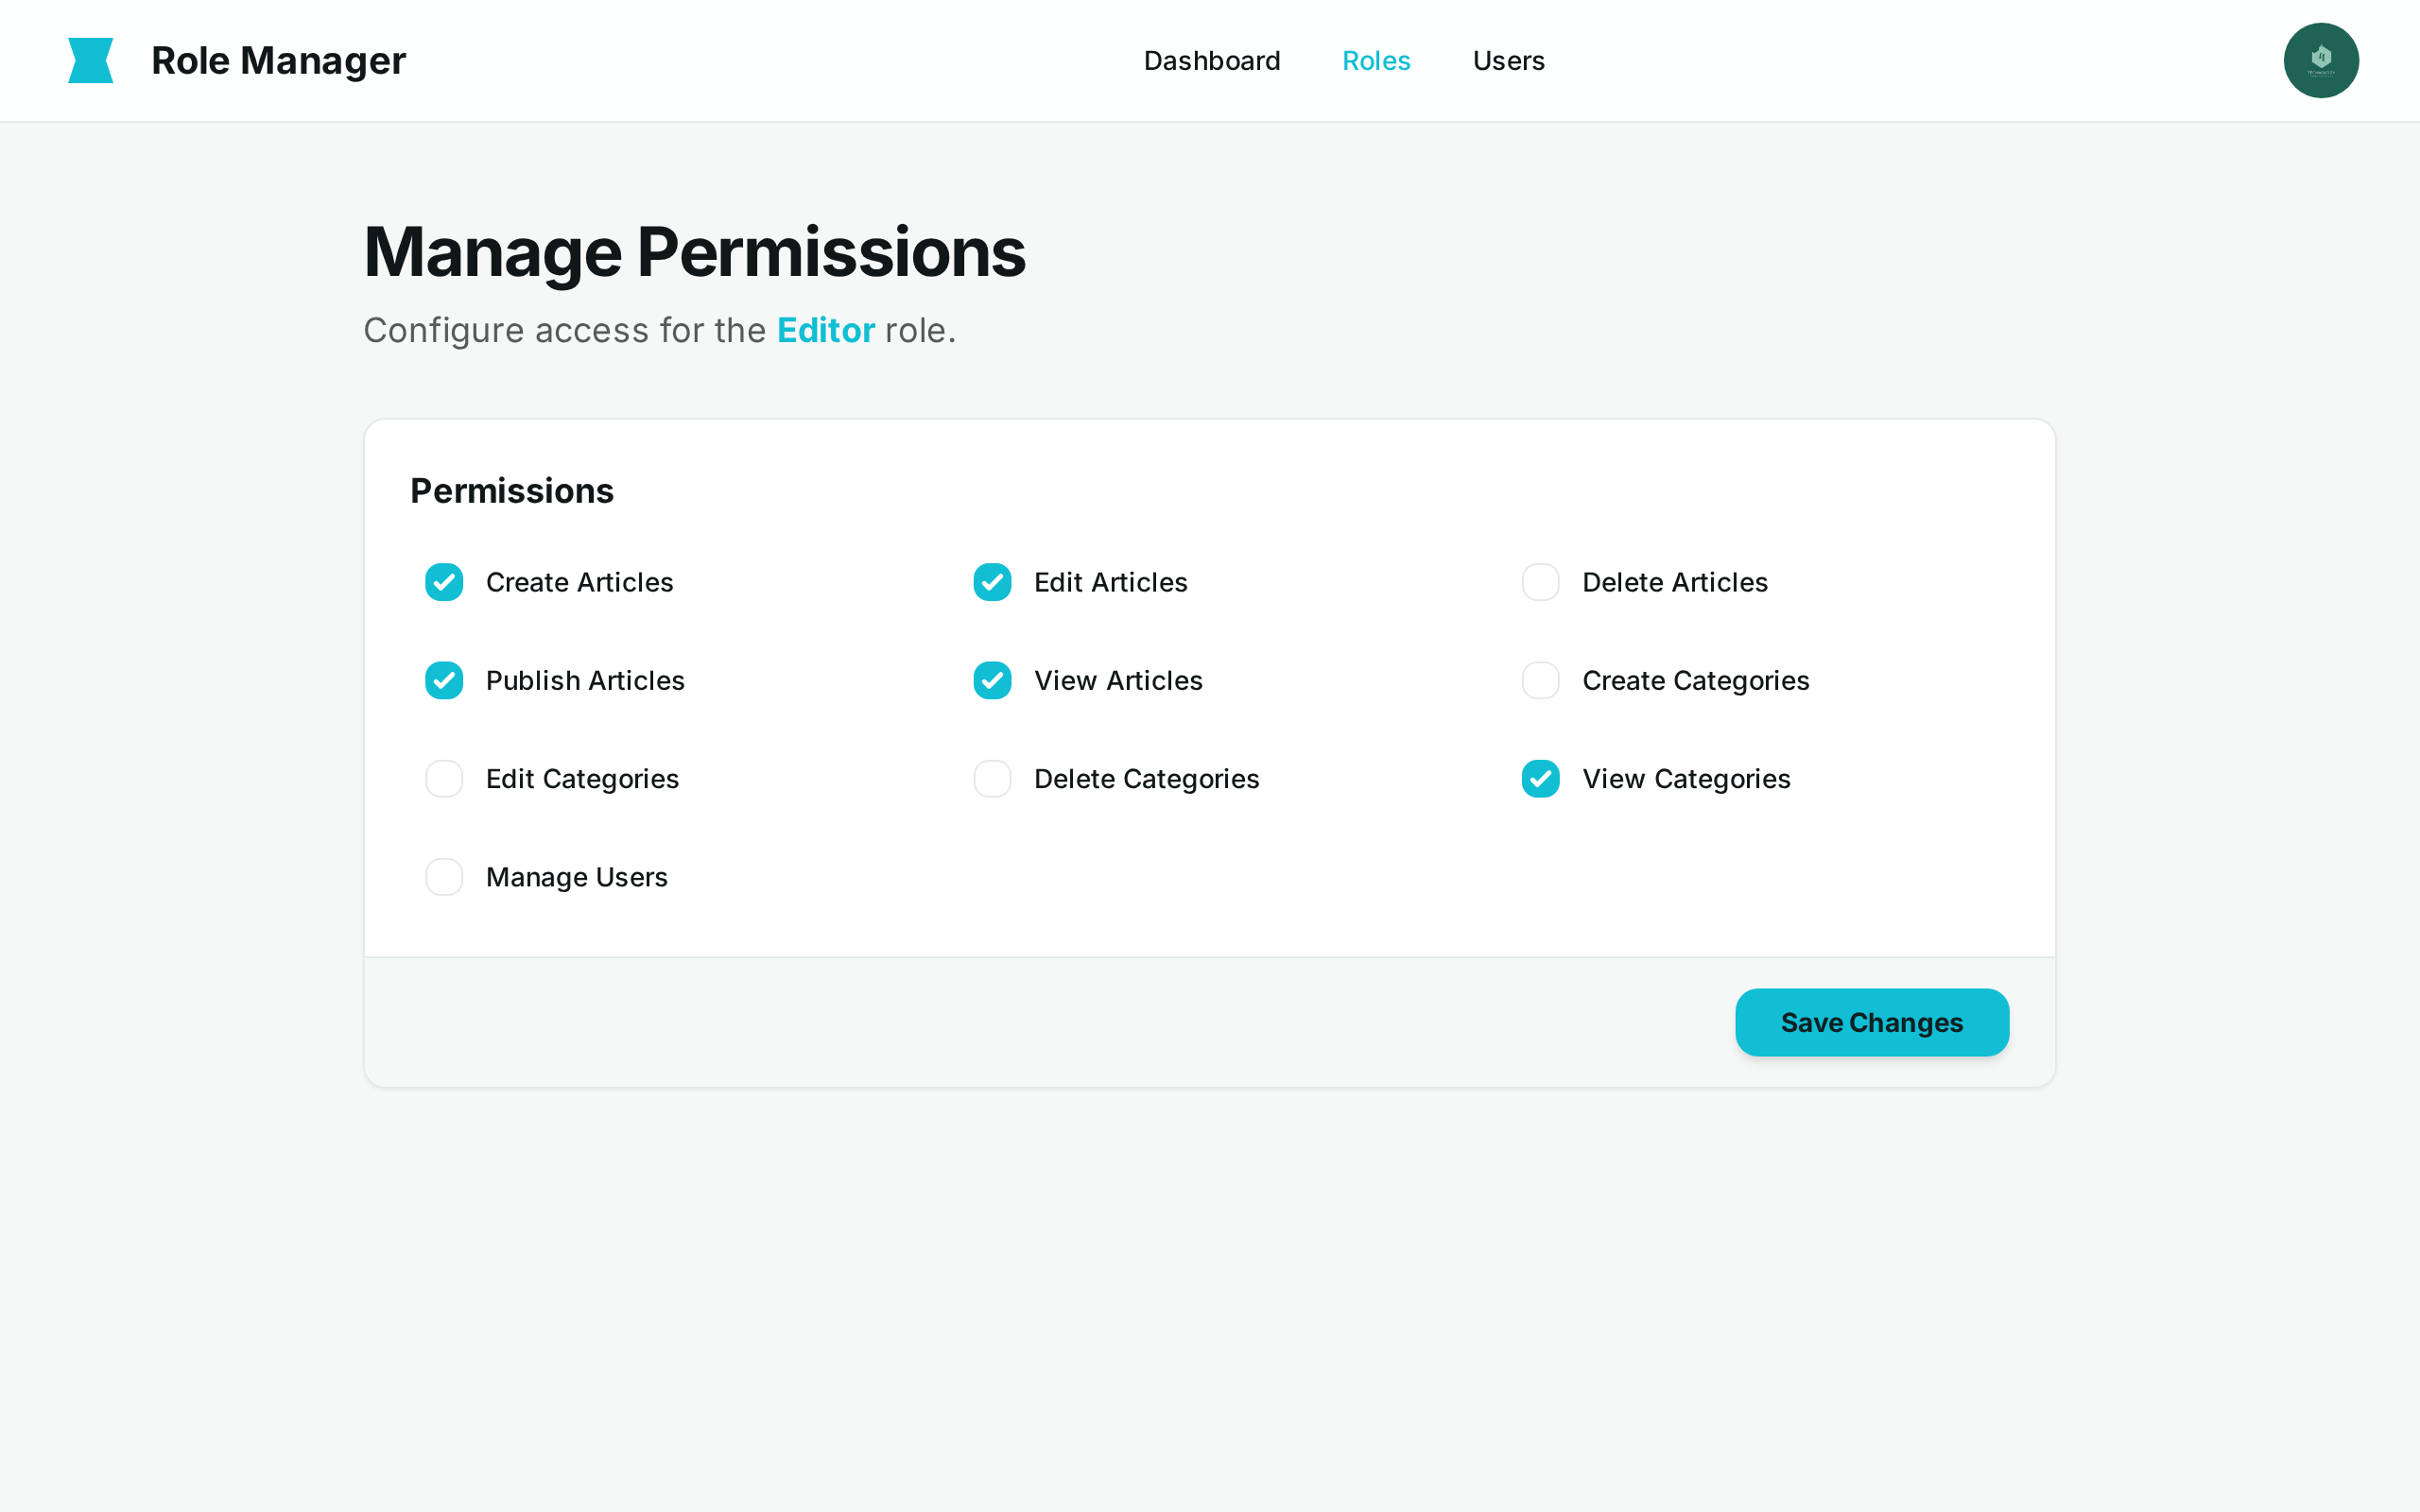 Role Manager
Dashboard
Roles
Users
Manage Permissions
Configure access for the Editor role.
Permissions
Create Articles
Edit Articles
Delete Articles
Publish Articles
View Articles
Create Categories
Edit Categories
Delete Categories
View Categories
Manage Users
Save Changes